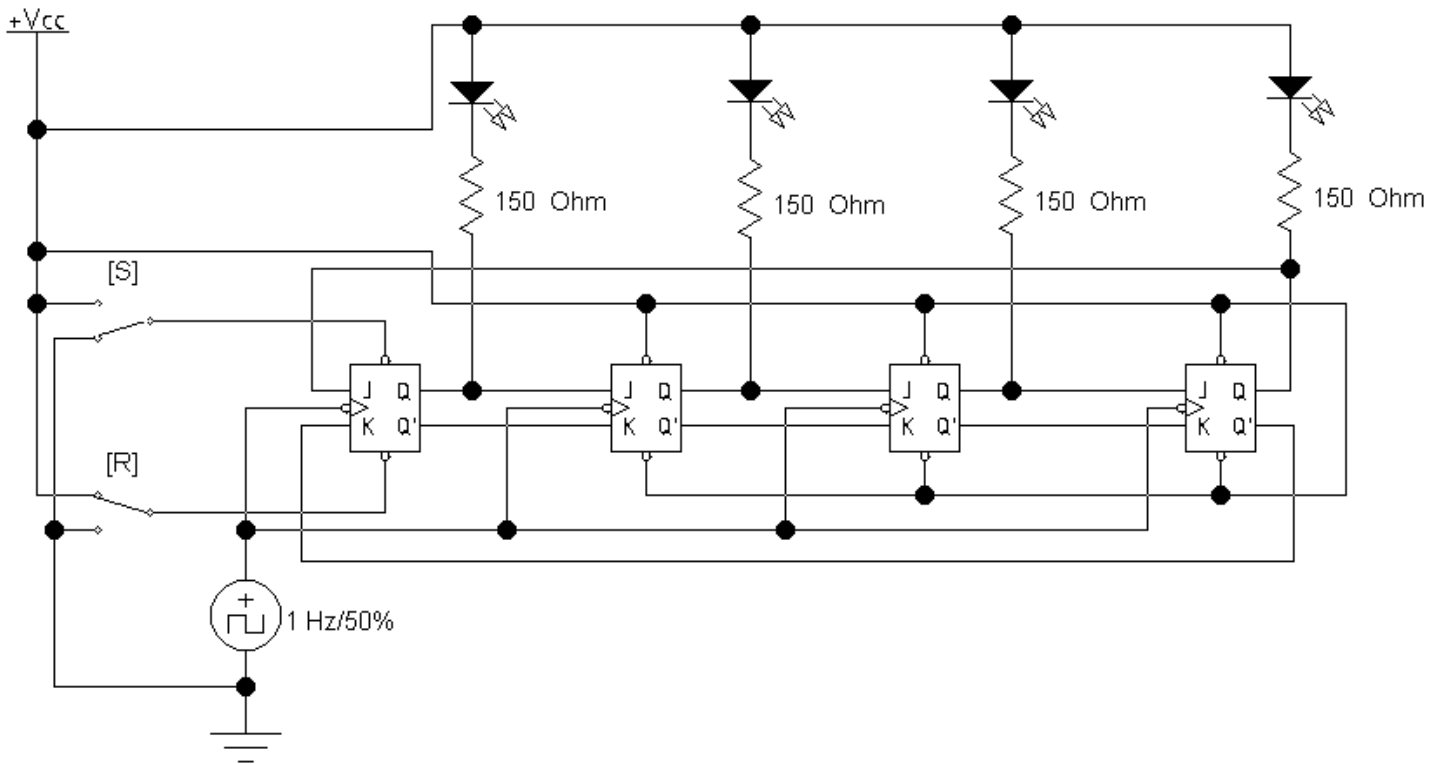 +Vcc
150 Ohm
150 Ohm
150 Ohm
150 Ohm
[S]
J Q
K Q'
J Q
K Q'
J Q
K Q'
J Q
K Q'
[R]
+
1 Hz/50%